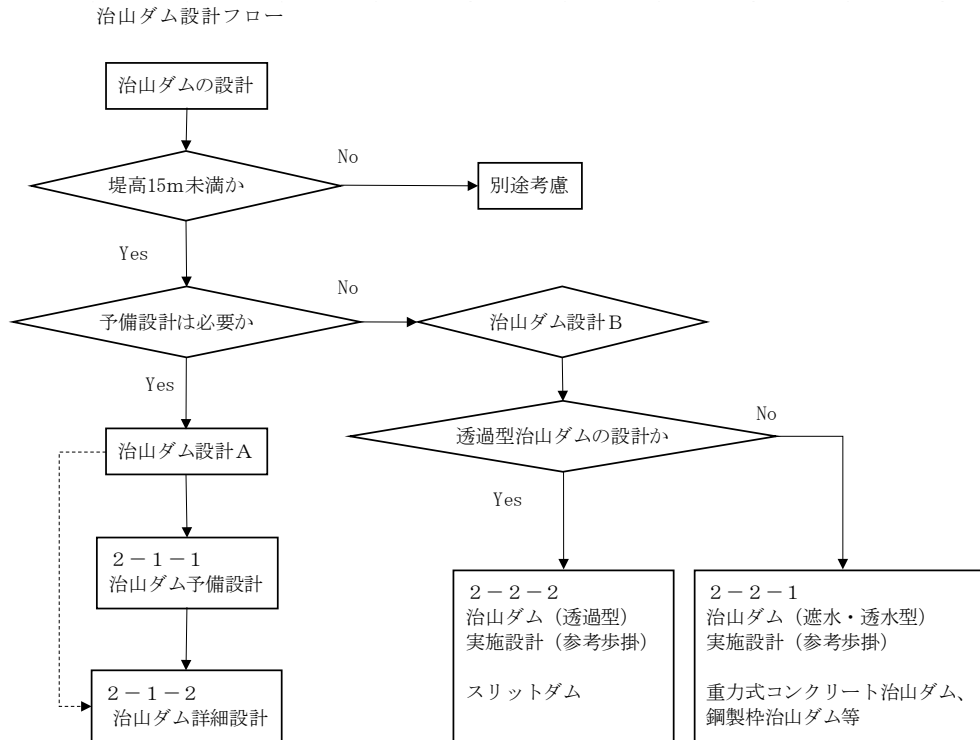 治山ダム設計フロー
治山ダムの設計
No
堤高15m未満か
別途考慮
Yes
No
予備設計は必要か
治山ダム設計B
Yes
No
治山ダム設計A
透過型治山ダムの設計か
Yes
2-1-1
治山ダム予備設計
2-1-2
治山ダム詳細設計
2-2-2
治山ダム(透過型)
実施設計(参考歩掛)
スリットダム
2-2-1
治山ダム(遮水・透水型)
実施設計(参考歩掛)
重力式コンクリート治山ダム、
鋼製枠治山ダム等